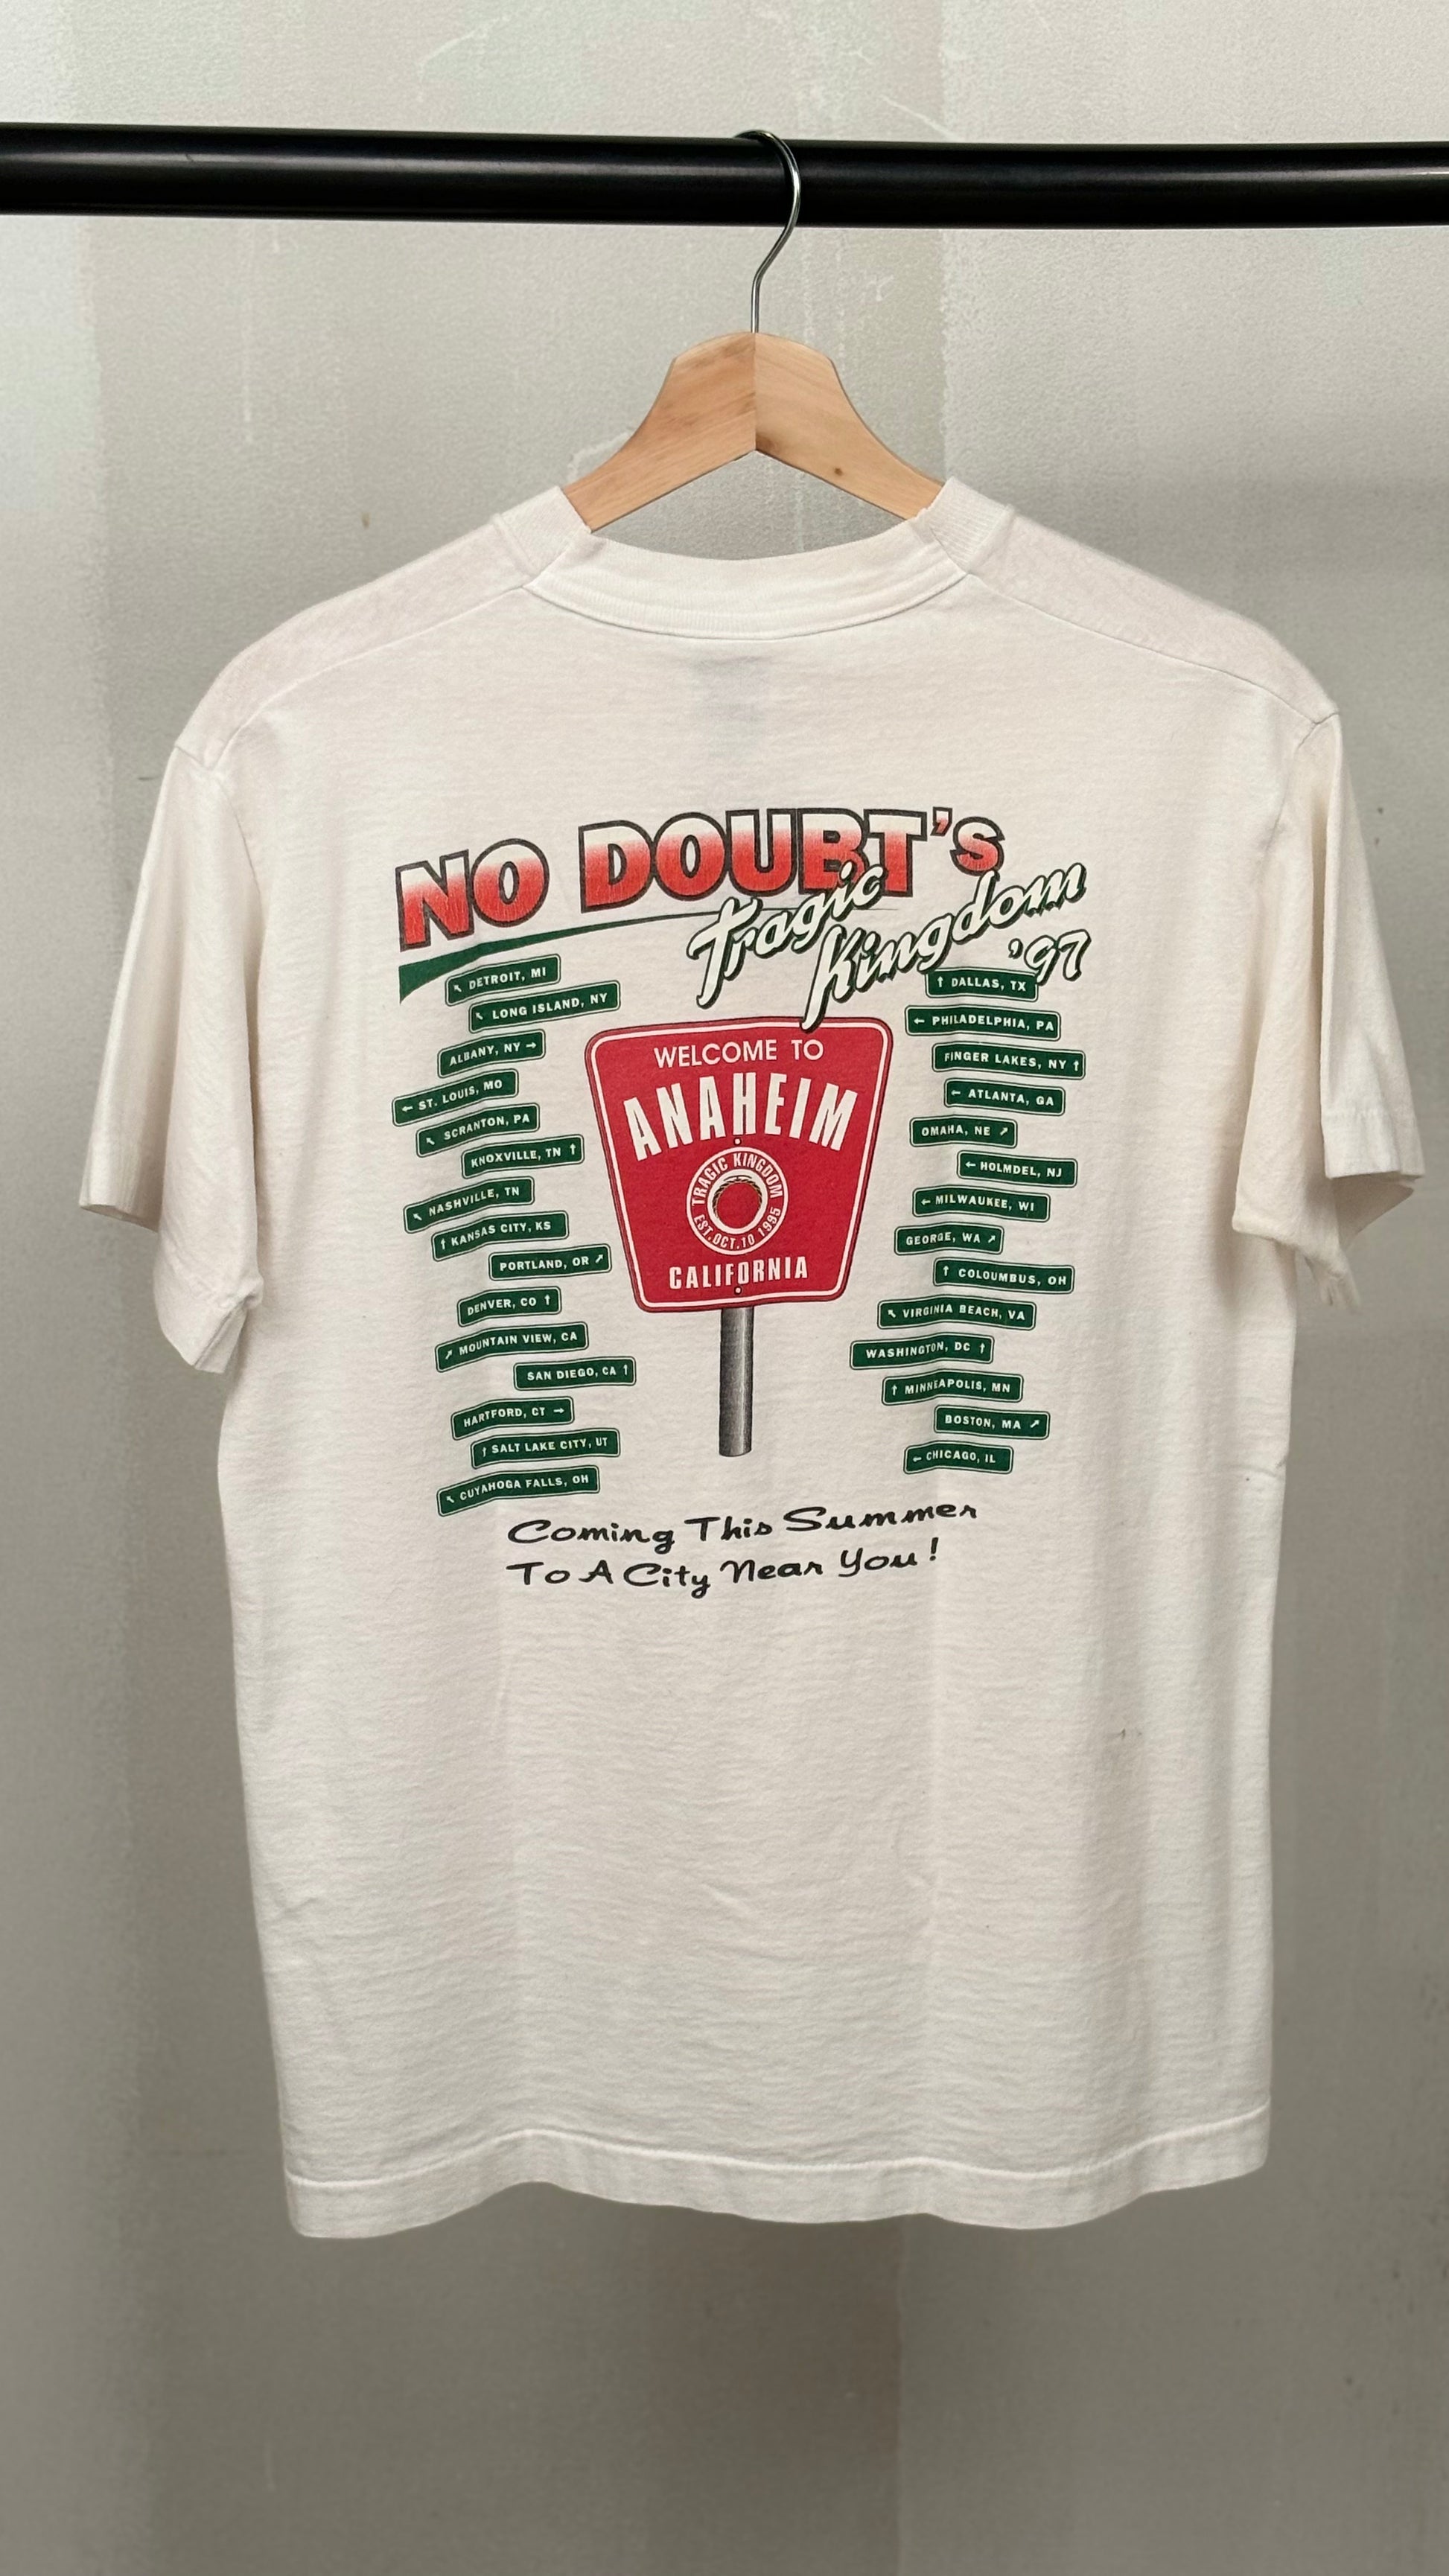 NO DOUBT's
Tragic
Kingdom
'97
↖ DETROIT, MI
↖ LONG ISLAND, NY
ALBANY, NY →
← ST. LOUIS, MO
↖ SCRANTON, PA
KNOXVILLE, TN ↑
↖ NASHVILLE, TN
↑ KANSAS CITY, KS
PORTLAND, OR ↗
DENVER, CO ↑
↗ MOUNTAIN VIEW, CA
SAN DIEGO, CA ↑
HARTFORD, CT →
↑ SALT LAKE CITY, UT
↖ CUYAHOGA FALLS, OH
WELCOME TO
ANAHEIM
TRAGIC KINGDOM
EST. OCT. 10 1995
CALIFORNIA
↑ DALLAS, TX
← PHILADELPHIA, PA
FINGER LAKES, NY ↑
← ATLANTA, GA
OMAHA, NE ↗
← HOLMDEL, NJ
← MILWAUKEE, WI
GEORGE, WA ↗
↑ COLOUMBUS, OH
↖ VIRGINIA BEACH, VA
WASHINGTON, DC ↑
↑ MINNEAPOLIS, MN
BOSTON, MA ↗
← CHICAGO, IL
Coming This Summer
To A City Near You!